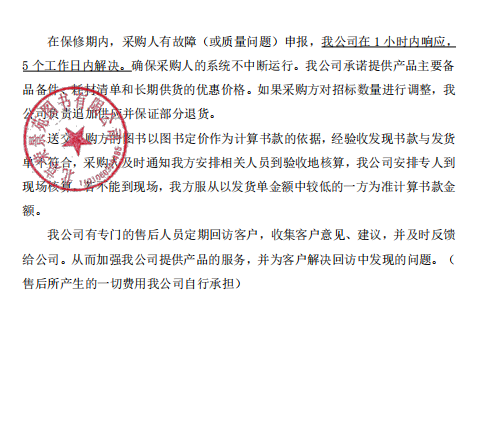 在保修期内，采购人有故障（或质量问题）申报，我公司在1小时内响应，
5个工作日内解决。确保采购人的系统不中断运行。我公司承诺提供产品主要备
品备件、耗材清单和长期供货的优惠价格。如果采购方对招标数量进行调整，我
公司负责追加供应并保证部分退货。
送交采购方的图书以图书定价作为计算书款的依据，经验收发现书款与发货
单不符合，采购人及时通知我方安排相关人员到验收地核算，我公司安排专人到
现场核算，若不能到现场，我方服从以发货单金额中较低的一方为准计算书款金
额。
我公司有专门的售后人员定期回访客户，收集客户意见、建议，并及时反馈
给公司。从而加强我公司提供产品的服务，并为客户解决回访中发现的问题。（
售后所产生的一切费用我公司自行承担）
图书有限公司